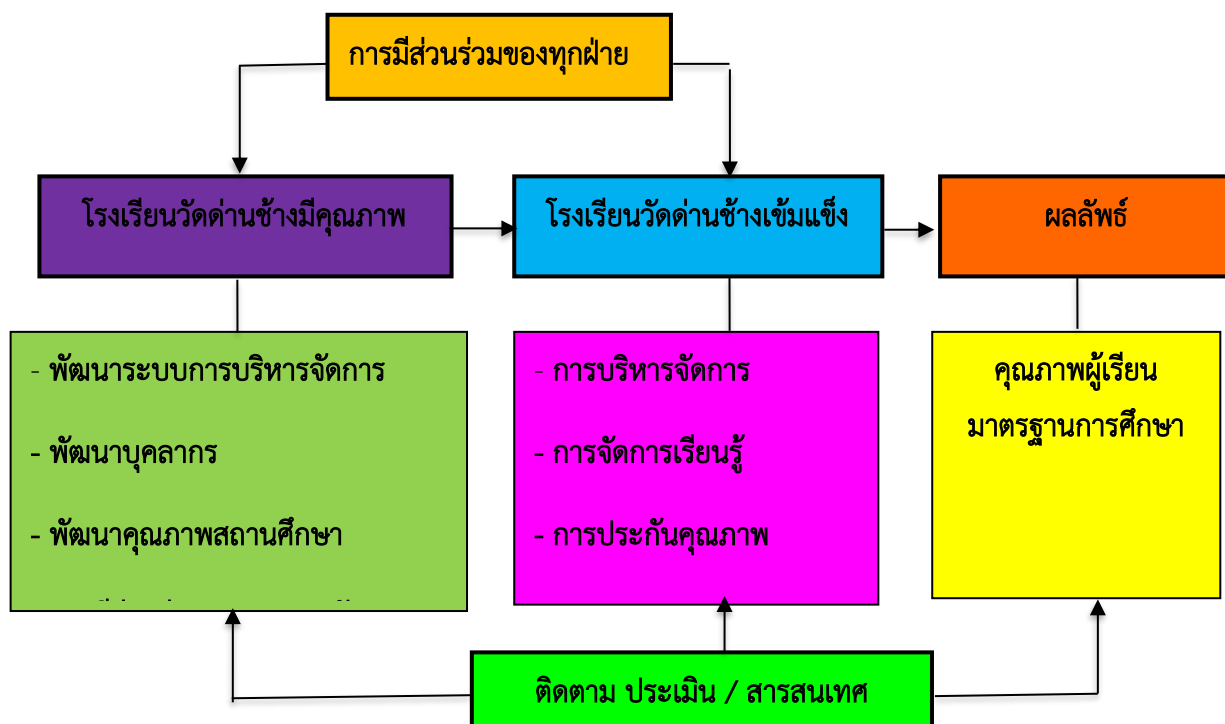 การมีส่วนร่วมของทุกฝ่าย
โรงเรียนวัดด่านช้างมีคุณภาพ
โรงเรียนวัดด่านช้างเข้มแข็ง
ผลลัพธ์
- พัฒนาระบบการบริหารจัดการ
- พัฒนาบุคลากร
- พัฒนาคุณภาพสถานศึกษา
- การบริหารจัดการ
- การจัดการเรียนรู้
- การประกันคุณภาพ
คุณภาพผู้เรียน
มาตรฐานการศึกษา
ติดตาม ประเมิน / สารสนเทศ